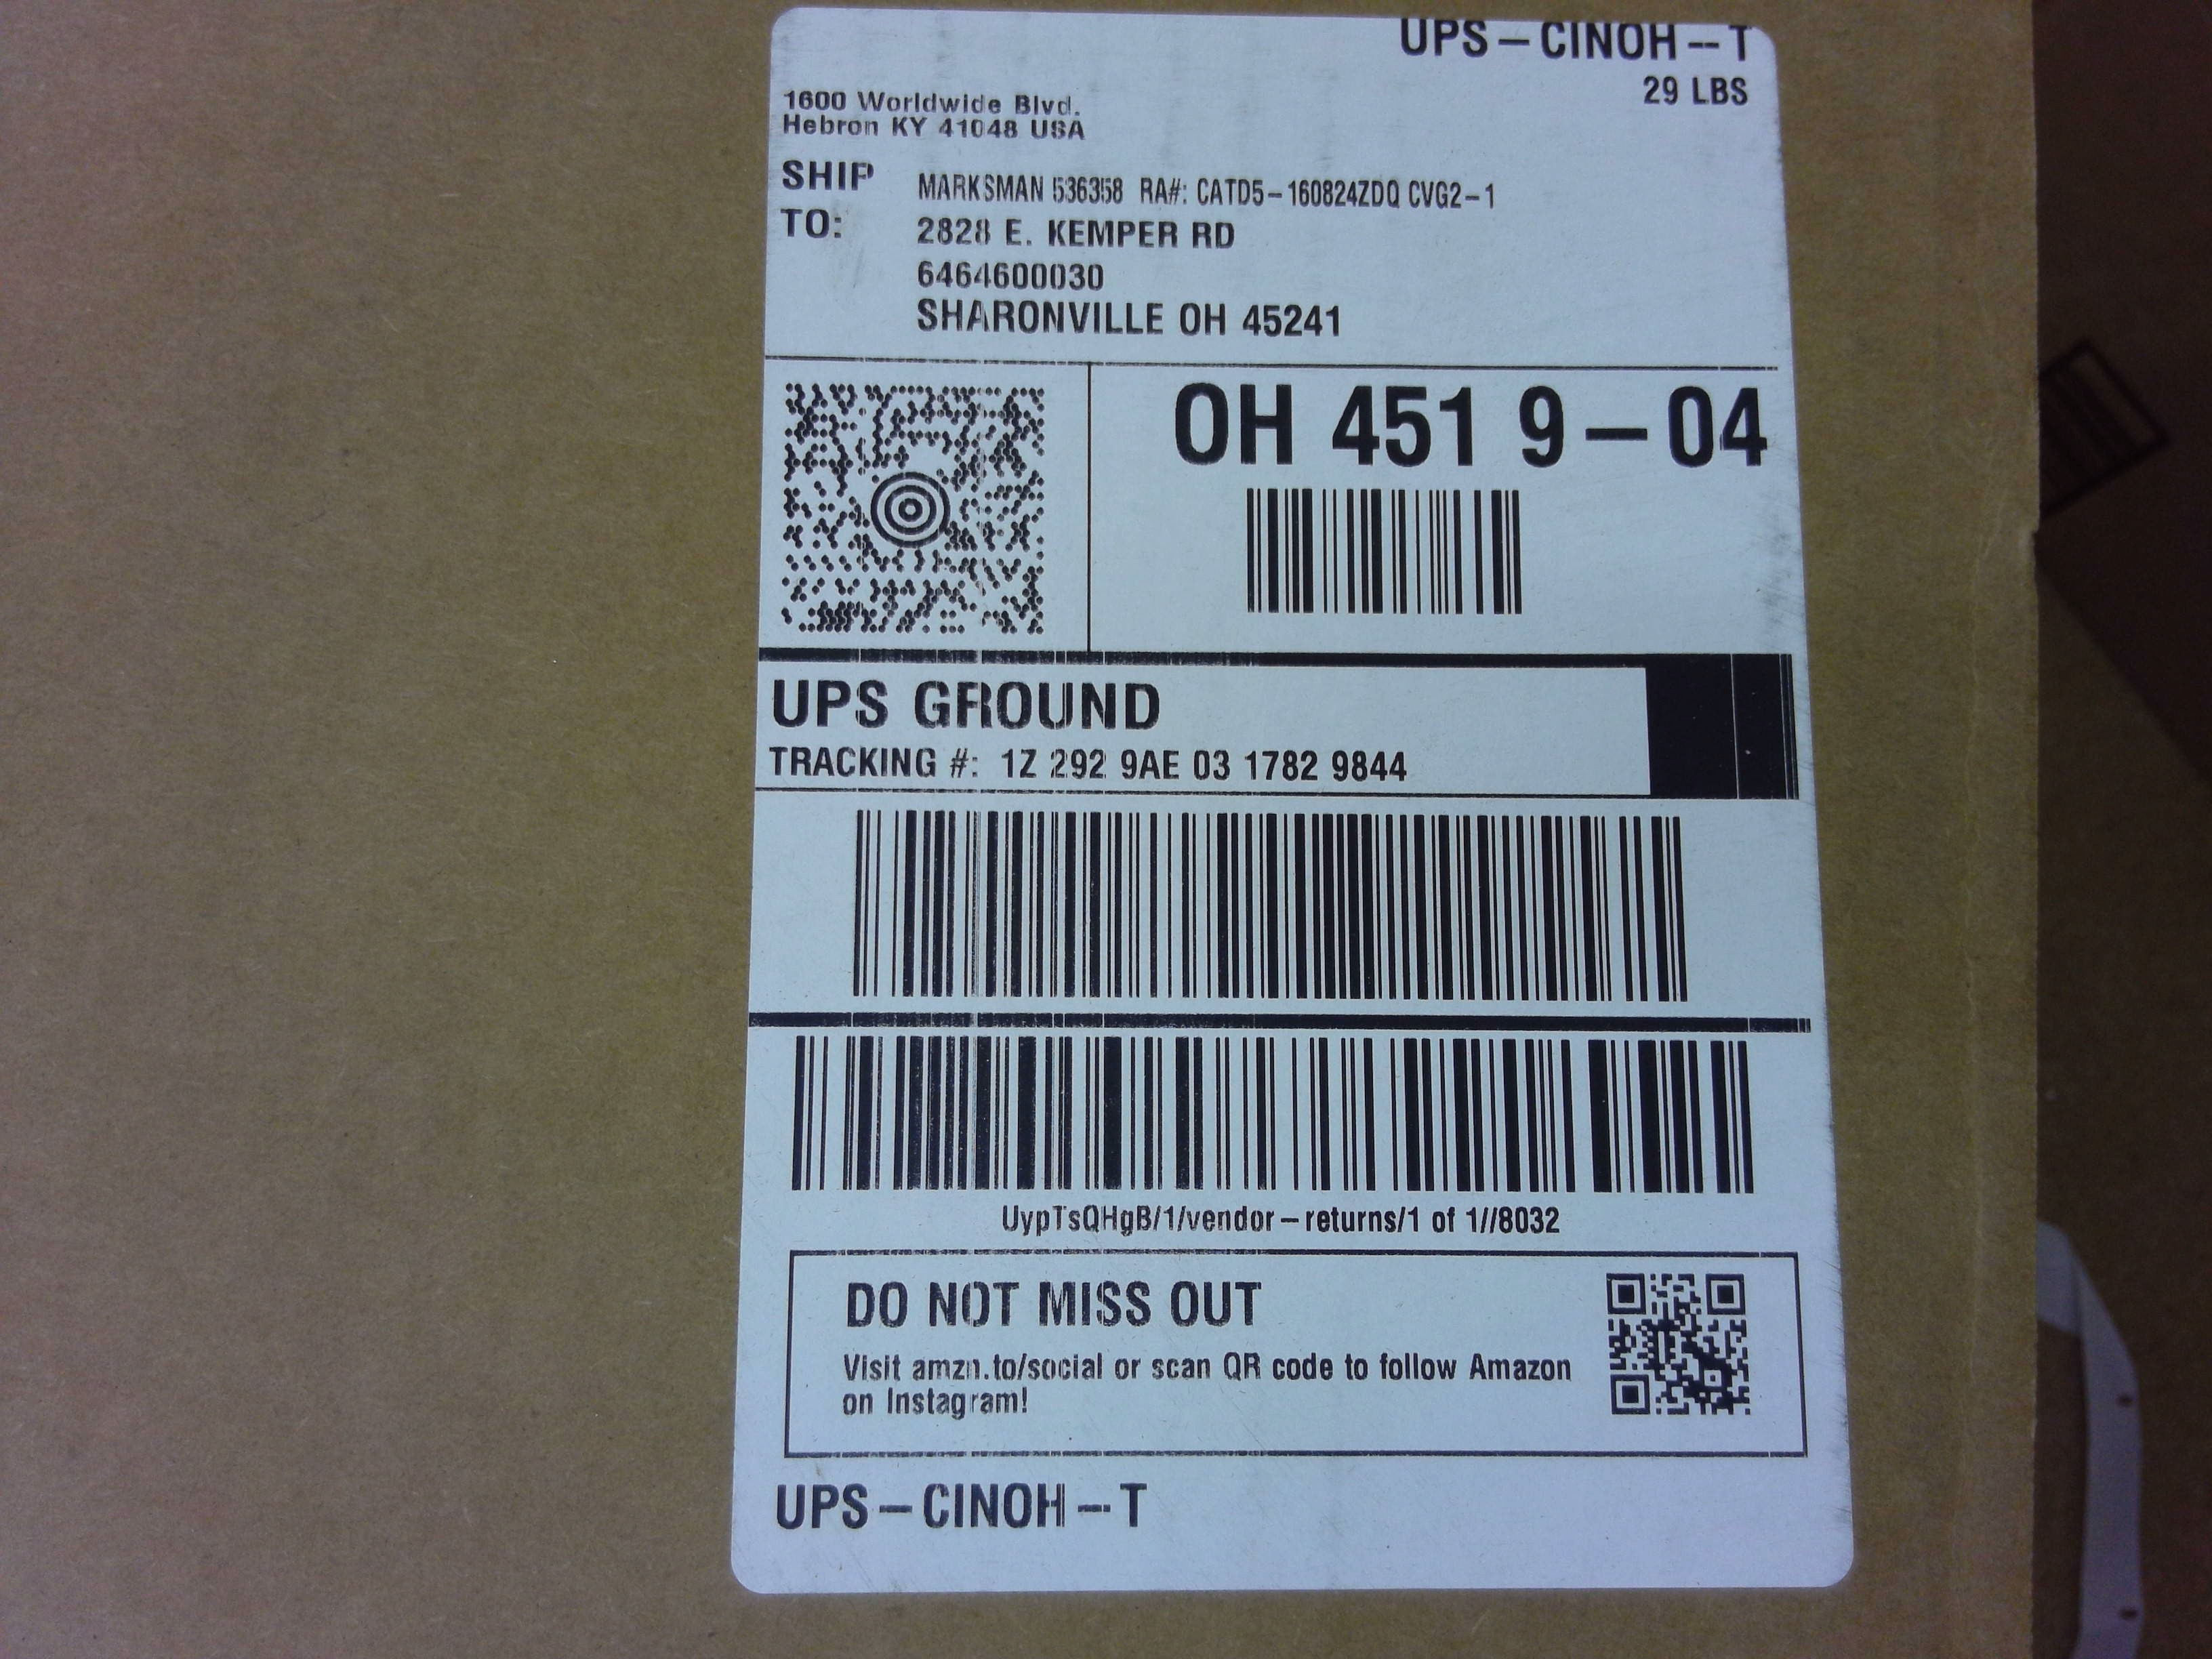 UPS-CINOH--T
29 LBS
1600 Worldwide Blvd.
Hebron KY 41048 USA
SHIP TO:
MARKSMAN 536358 RA#: CATD5-160824ZDQ CVG2-1
2828 E. KEMPER RD
6464600030
SHARONVILLE OH 45241
OH 451 9-04
UPS GROUND
TRACKING #: 1Z 292 9AE 03 1782 9844
UypTsQHgB/1/vendor-returns/1 of 1//8032
DO NOT MISS OUT
Visit amzn.to/social or scan QR code to follow Amazon
on Instagram!
UPS-CINOH--T